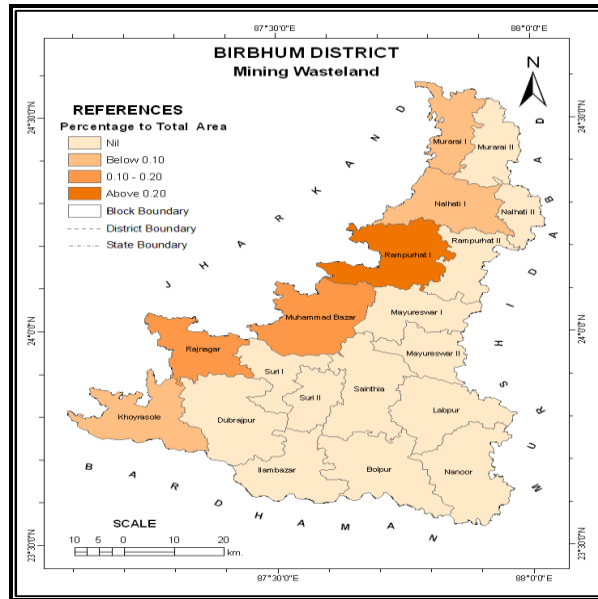 87°30'0"E
88°0'0"E
BIRBHUM DISTRICT
Mining Wasteland
N
REFERENCES
Percentage to Total Area
Nil
Below 0.10
0.10 - 0.20
Above 0.20
Block Boundary
District Boundary
State Boundary
24°30'0"N
24°30'0"N
24°0'0"N
24°0'0"N
23°30'0"N
23°30'0"N
JHARKHAND
MURSHIDABAD
BARDHAMAN
Murarai I
Murarai II
Nalhati I
Nalhati II
Rampurhat II
Rampurhat I
Muhammad Bazar
Mayureswar I
Mayureswar II
Rajnagar
Suri I
Suri II
Sainthia
Labpur
Khoyrasole
Dubrajpur
Ilambazar
Bolpur
Nanoor
SCALE
10 5 0 10 20
km.
87°30'0"E
88°0'0"E